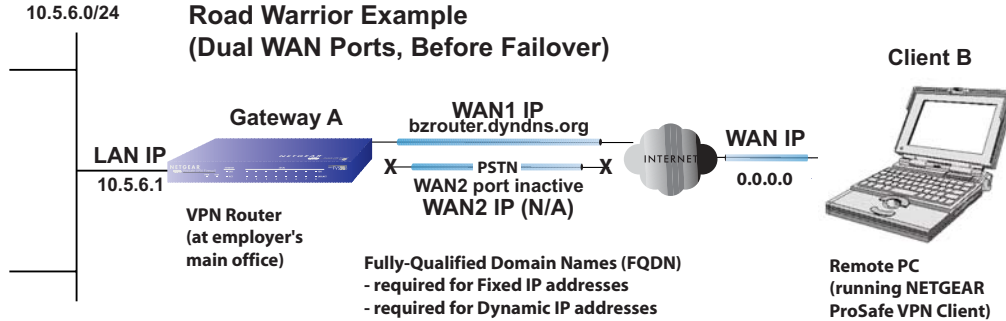 10.5.6.0/24
Road Warrior Example
(Dual WAN Ports, Before Failover)
Client B
Gateway A
WAN1 IP
bzrouter.dyndns.org
LAN IP
10.5.6.1
NETGEAR
X
PSTN
X
WAN2 port inactive
WAN2 IP (N/A)
INTERNET
WAN IP
0.0.0.0
VPN Router
(at employer's
main office)
Fully-Qualified Domain Names (FQDN)
- required for Fixed IP addresses
- required for Dynamic IP addresses
Remote PC
(running NETGEAR
ProSafe VPN Client)